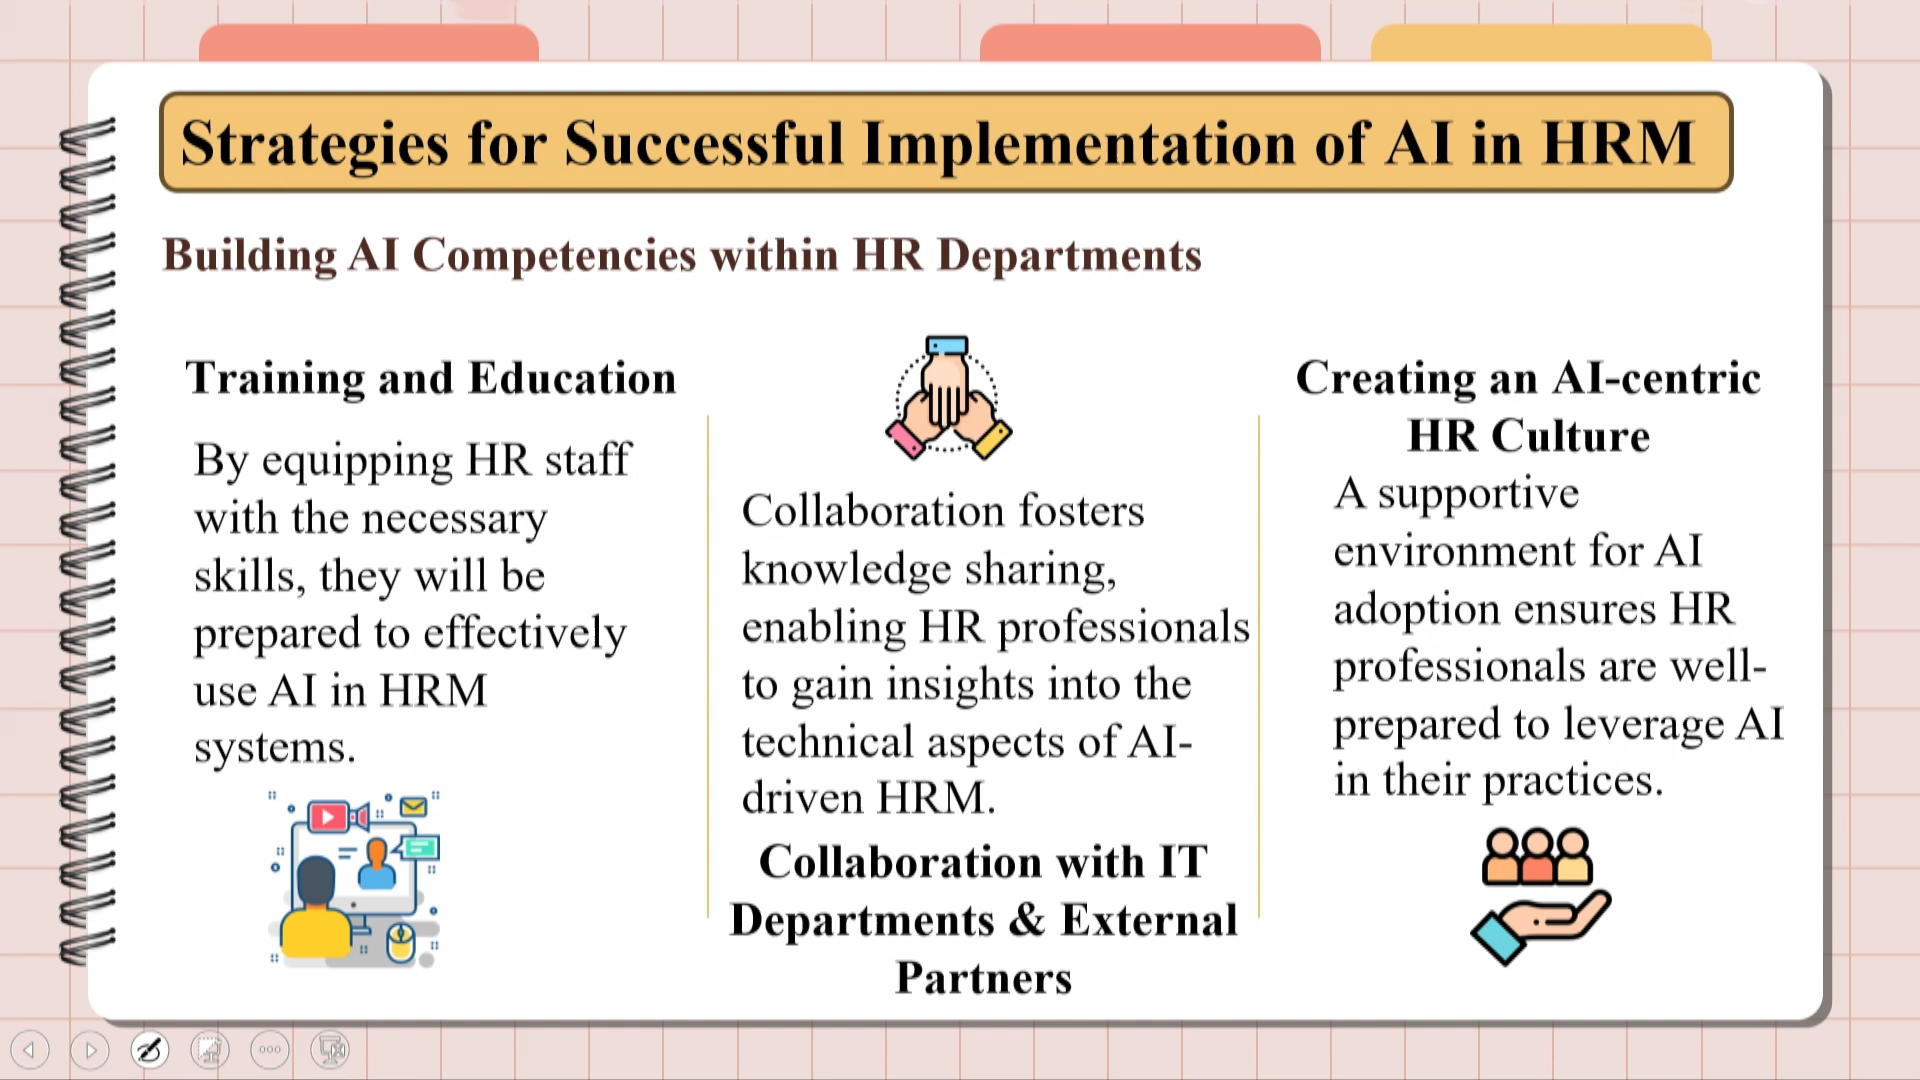 Strategies for Successful Implementation of AI in HRM
Building AI Competencies within HR Departments
Training and Education
By equipping HR staff
with the necessary
skills, they will be
prepared to effectively
use AI in HRM
systems.
Collaboration fosters
knowledge sharing,
enabling HR professionals
to gain insights into the
technical aspects of AI-
driven HRM.
Collaboration with IT
Departments & External
Partners
Creating an AI-centric
HR Culture
A supportive
environment for AI
adoption ensures HR
professionals are well-
prepared to leverage AI
in their practices.